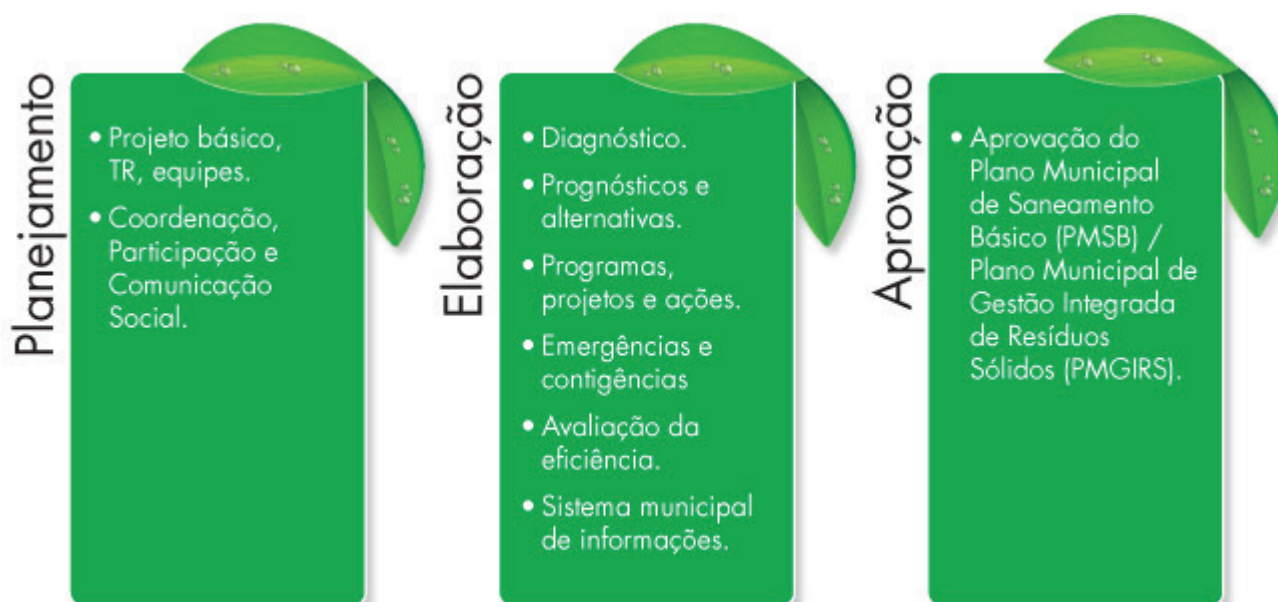 Planejamento
• Projeto básico,
TR, equipes.
• Coordenação,
Participação e
Comunicação
Social.
Elaboração
• Diagnóstico.
• Prognósticos e
alternativas.
• Programas,
projetos e ações.
• Emergências e
contigências
• Avaliação da
eficiência.
• Sistema municipal
de informações.
Aprovação
• Aprovação do
Plano Municipal
de Saneamento
Básico (PMSB) /
Plano Municipal de
Gestão Integrada
de Resíduos
Sólidos (PMGIRS).